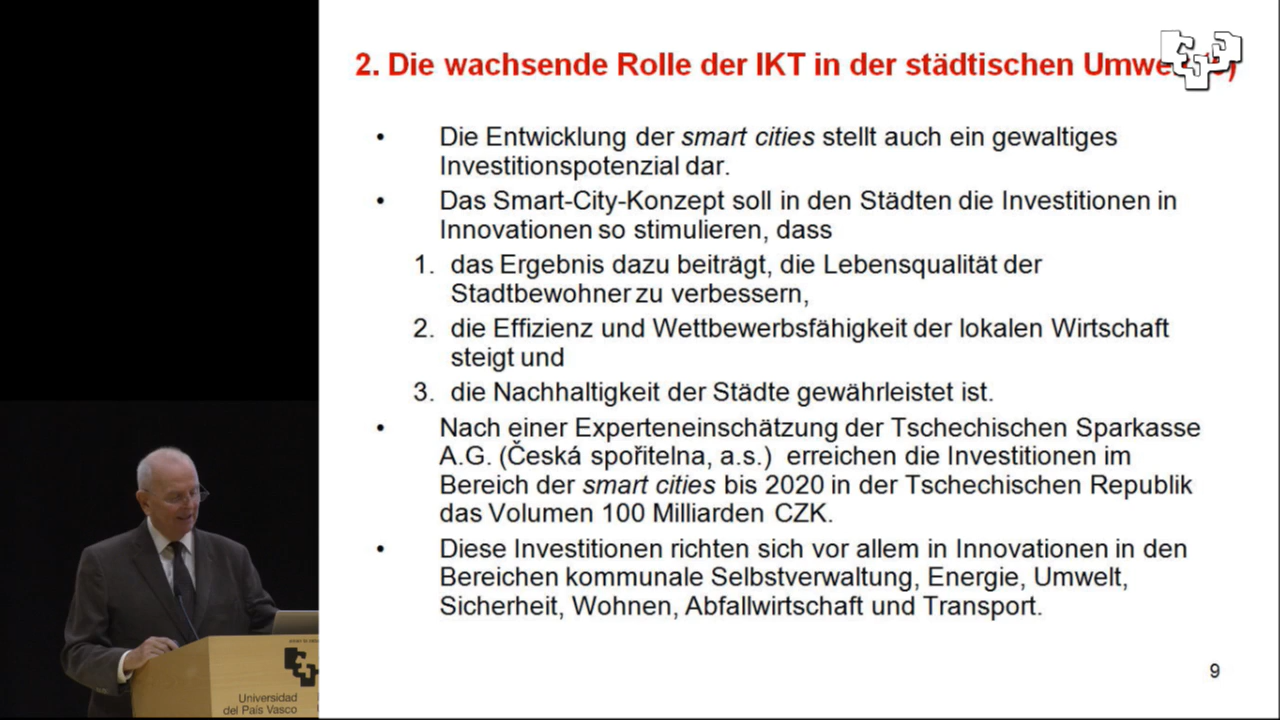 2. Die wachsende Rolle der IKT in der städtischen
Die Entwicklung der smart cities stellt auch ein gewaltiges
Investitionspotenzial dar.
Das Smart-City-Konzept soll in den Städten die Investitionen in
Innovationen so stimulieren, dass
1. das Ergebnis dazu beiträgt, die Lebensqualität der
Stadtbewohner zu verbessern,
2. die Effizienz und Wettbewerbsfähigkeit der lokalen Wirtschaft
steigt und
3. die Nachhaltigkeit der Städte gewährleistet ist.
Nach einer Experteneinschätzung der Tschechischen Sparkasse
A.G. (Česká spořitelna, a.s.) erreichen die Investitionen im
Bereich der smart cities bis 2020 in der Tschechischen Republik
das Volumen 100 Milliarden CZK.
Diese Investitionen richten sich vor allem in Innovationen in den
Bereichen kommunale Selbstverwaltung, Energie, Umwelt,
Sicherheit, Wohnen, Abfallwirtschaft und Transport.
9
Universidad
del País Vasco